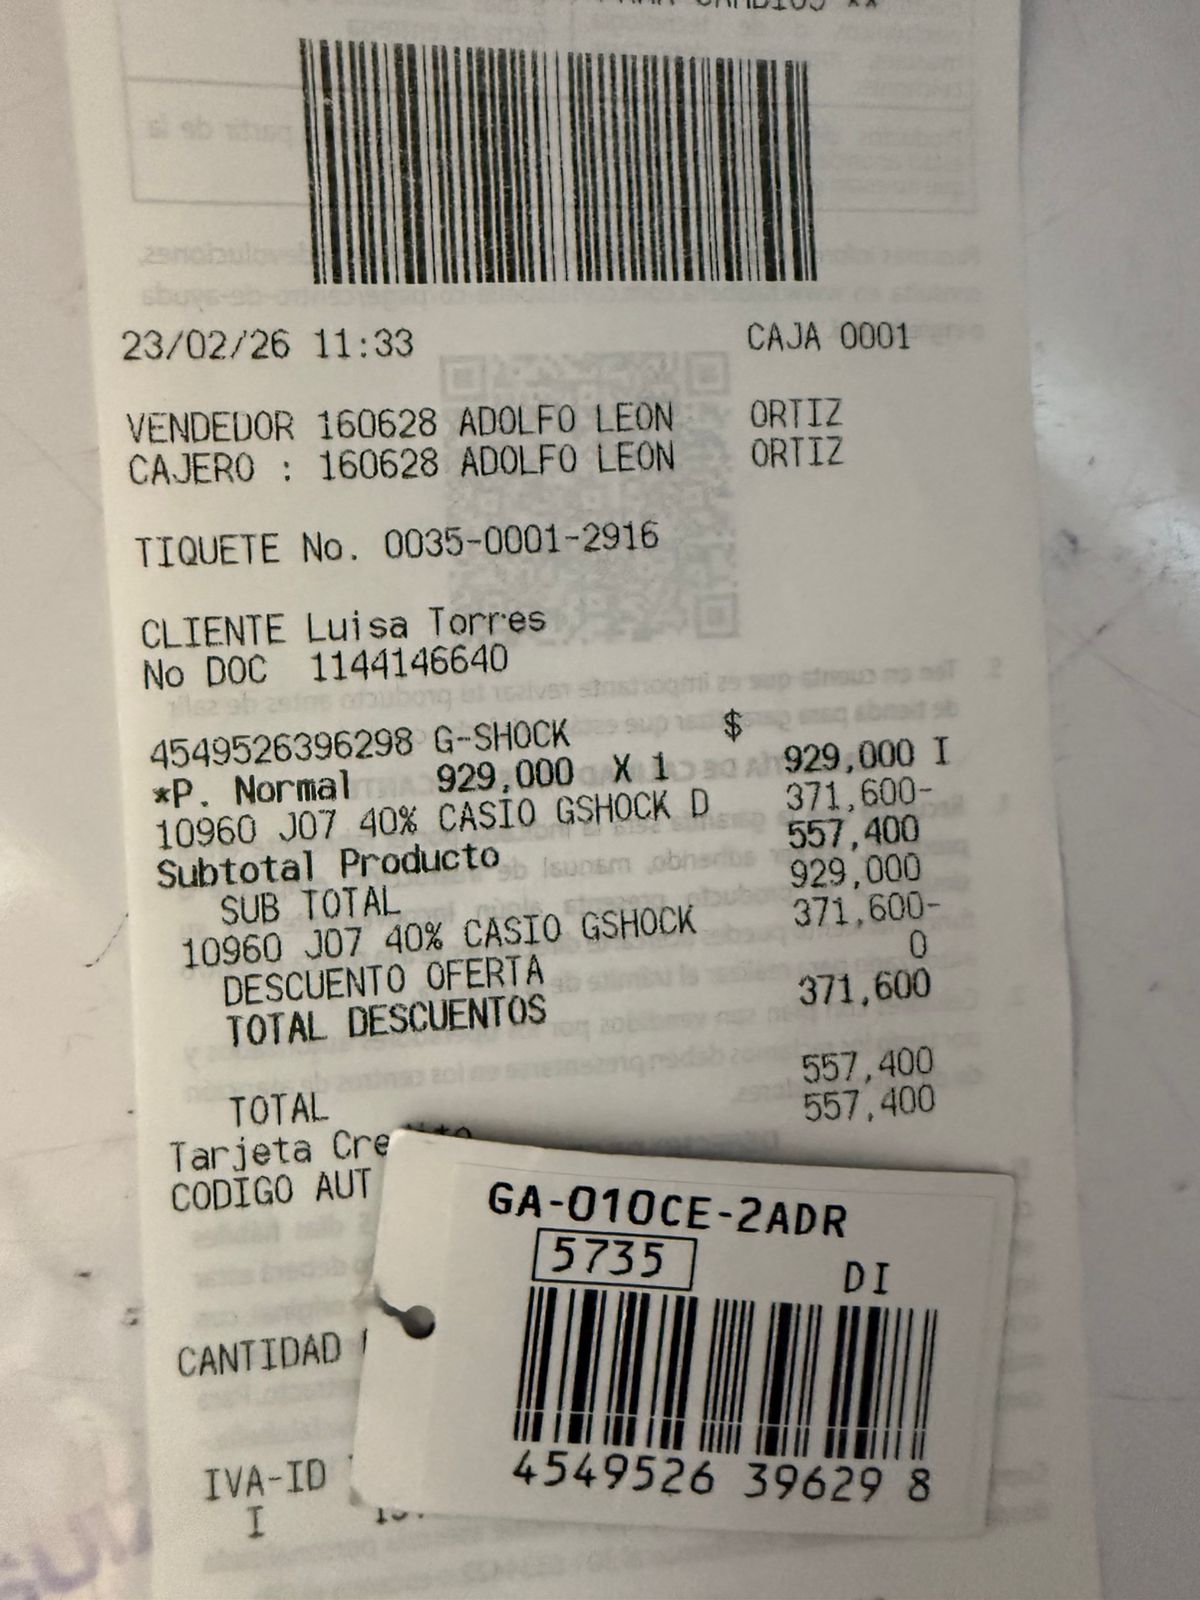 CAMBIOS **
23/02/26 11:33 CAJA 0001
VENDEDOR 160628 ADOLFO LEON ORTIZ
CAJERO : 160628 ADOLFO LEON ORTIZ
TIQUETE No. 0035-0001-2916
CLIENTE Luisa Torres
No DOC 1144146640
4549526396298 G-SHOCK $
*P. Normal 929,000 X 1 929,000 I
10960 J07 40% CASIO GSHOCK D 371,600-
Subtotal Producto 557,400
SUB TOTAL 929,000
10960 J07 40% CASIO GSHOCK 371,600-
DESCUENTO OFERTA 0
TOTAL DESCUENTOS 371,600
TOTAL 557,400
Tarjeta Credito 557,400
CODIGO AUT
GA-010CE-2ADR
5735
DI
4549526 39629 8
CANTIDAD
IVA-ID
I